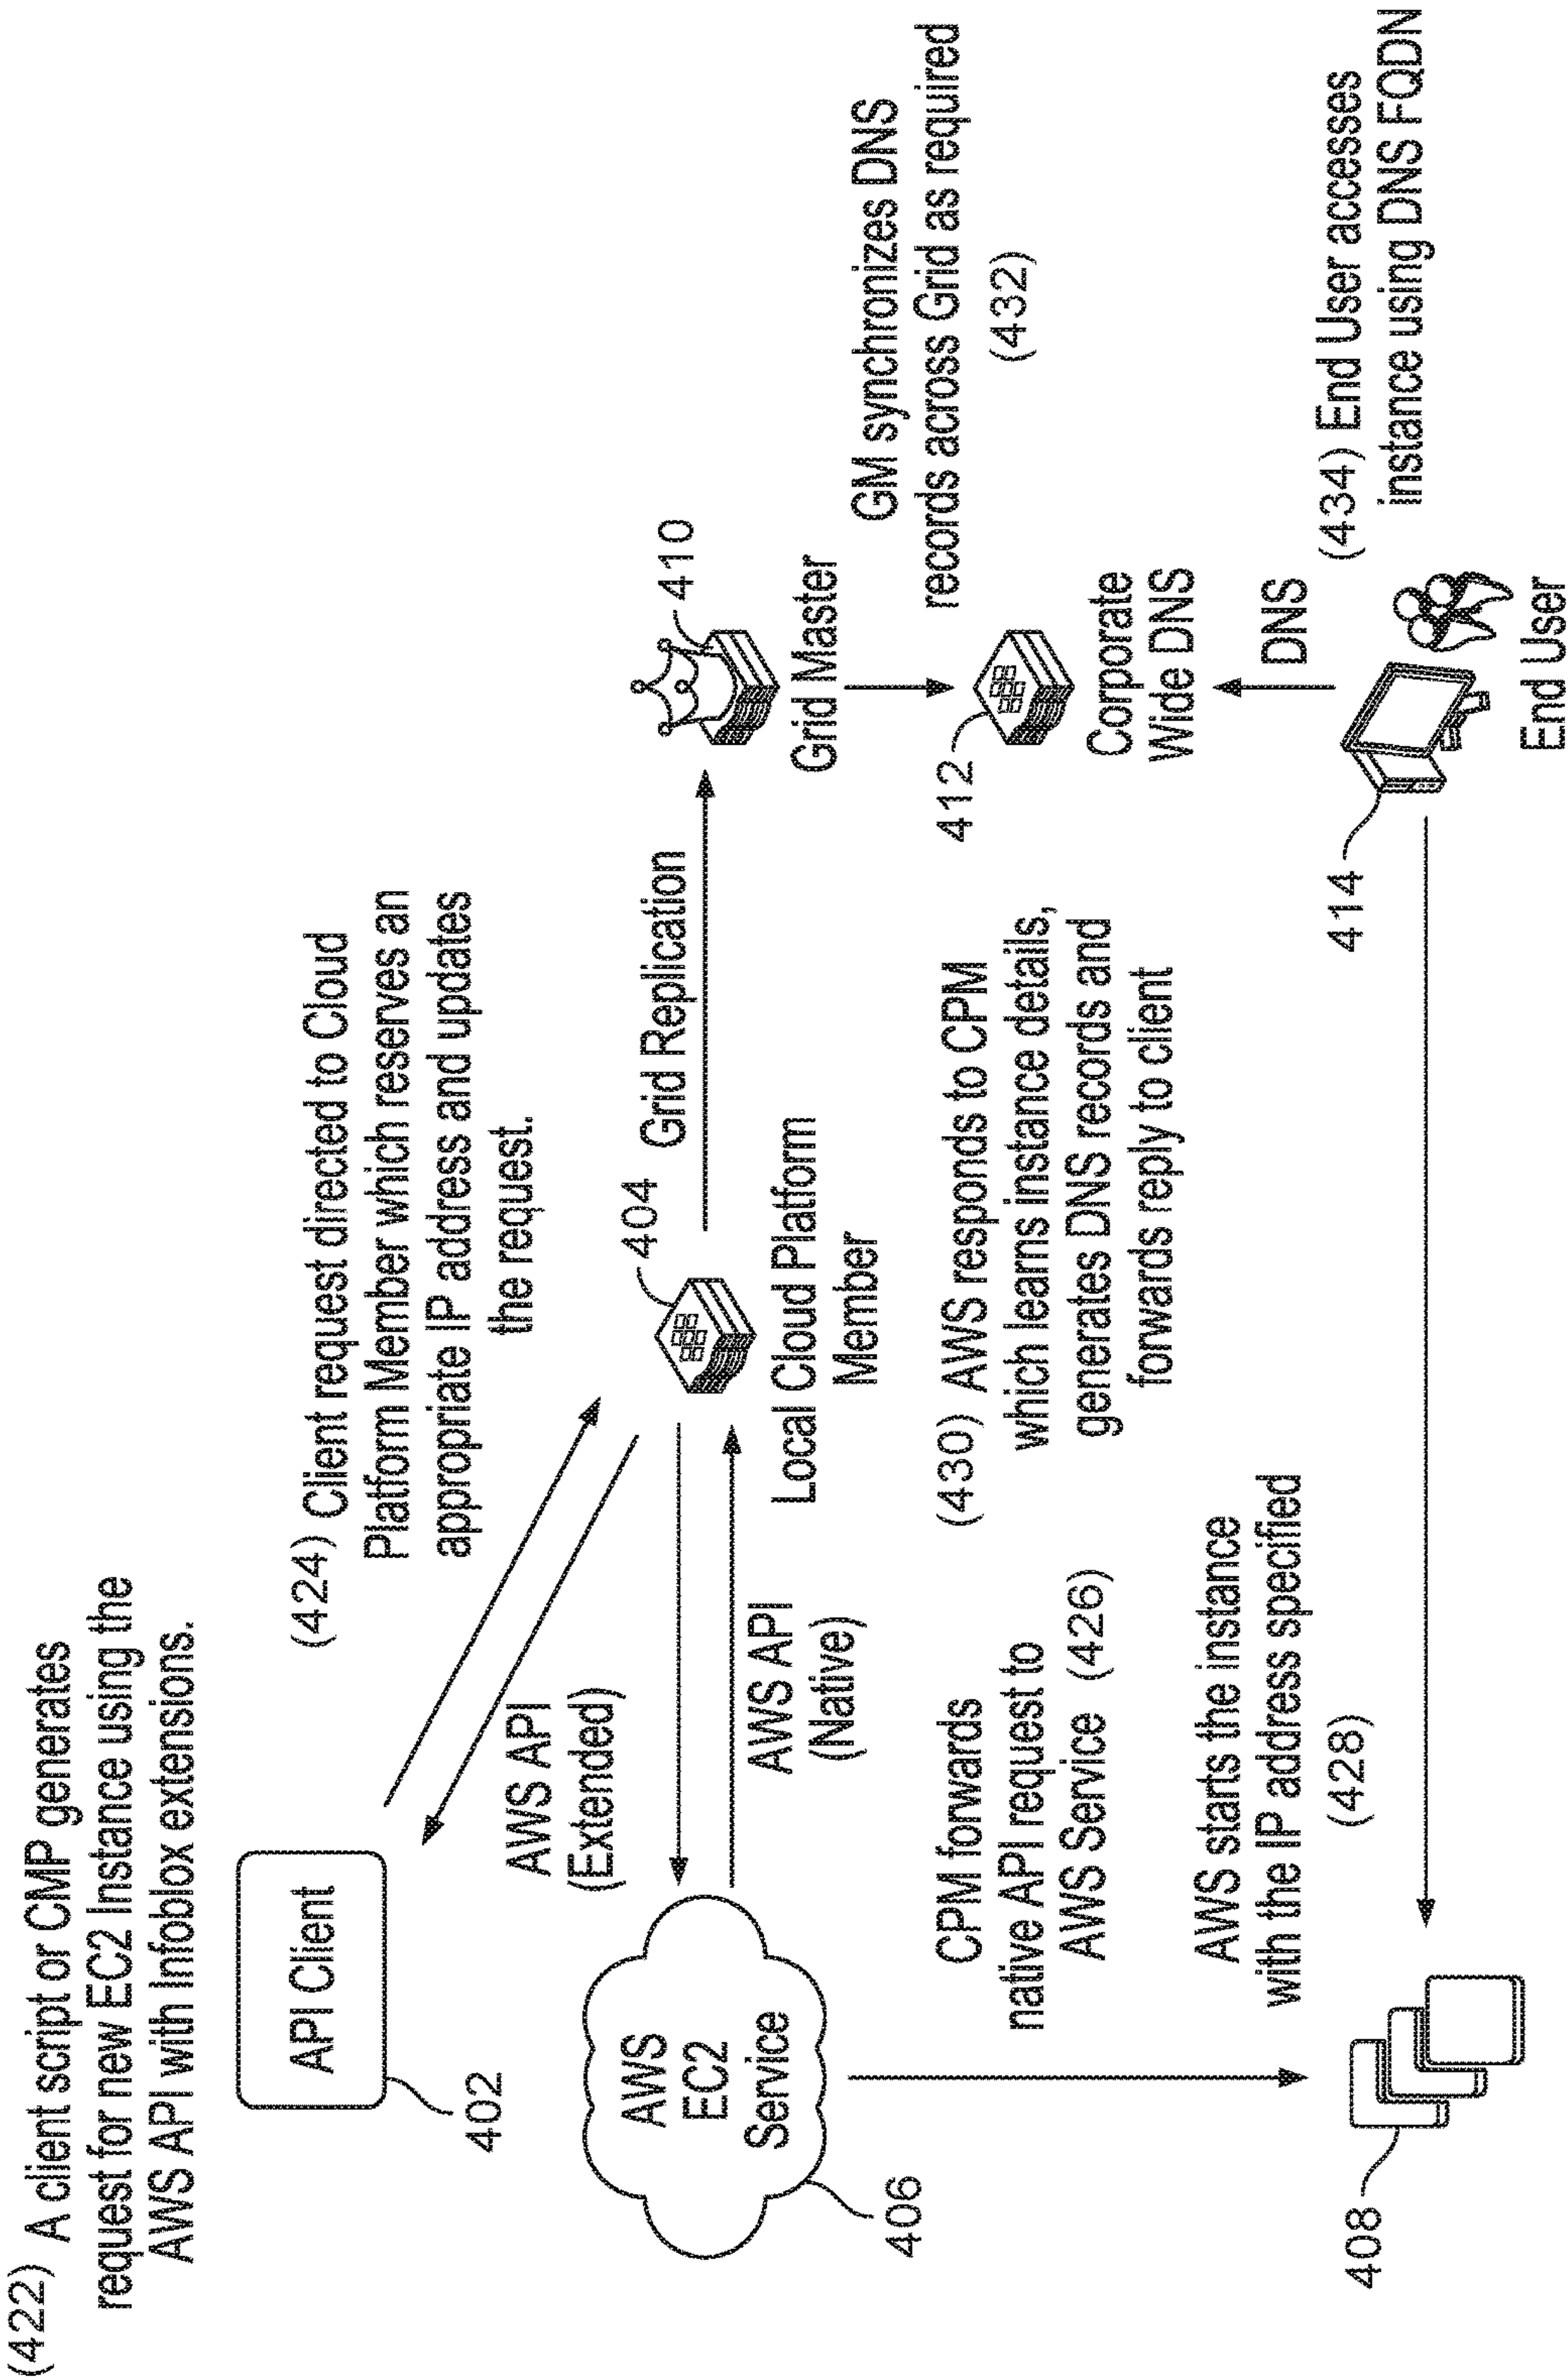 (422) A client script or CMP generates
request for new EC2 Instance using the
AWS API with Infoblox extensions.
API Client
402
(424) Client request directed to Cloud
Platform Member which reserves an
appropriate IP address and updates
the request.
AWS API
(Extended)
AWS
EC2
Service
406
AWS API
(Native)
404
Local Cloud Platform
Member
Grid Replication
410
Grid Master
GM synchronizes DNS
records across Grid as required
(432)
CPM forwards
native API request to
AWS Service (426)
(430) AWS responds to CPM
which learns instance details,
generates DNS records and
forwards reply to client
412
Corporate
Wide DNS
DNS
AWS starts the instance
with the IP address specified
(428)
408
414
End User
(434) End User accesses
instance using DNS FQDN